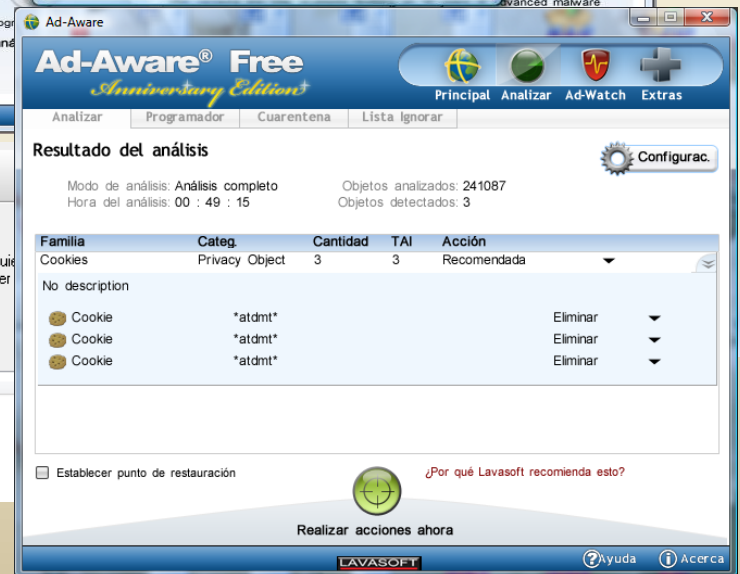 advanced malware
Ad-Aware
Ad-Aware® Free
Anniversary Edition
Principal Analizar Ad-Watch Extras
Analizar Programador Cuarentena Lista Ignorar
Resultado del análisis
Configurac.
Modo de análisis: Análisis completo Objetos analizados: 241087
Hora del análisis: 00 : 49 : 15 Objetos detectados: 3
Familia Categ. Cantidad TAI Acción
Cookies Privacy Object 3 3 Recomendada
No description
Cookie *atdmt* Eliminar
Cookie *atdmt* Eliminar
Cookie *atdmt* Eliminar
Establecer punto de restauración
¿Por qué Lavasoft recomienda esto?
Realizar acciones ahora
LAVASOFT
?Ayuda i Acerca